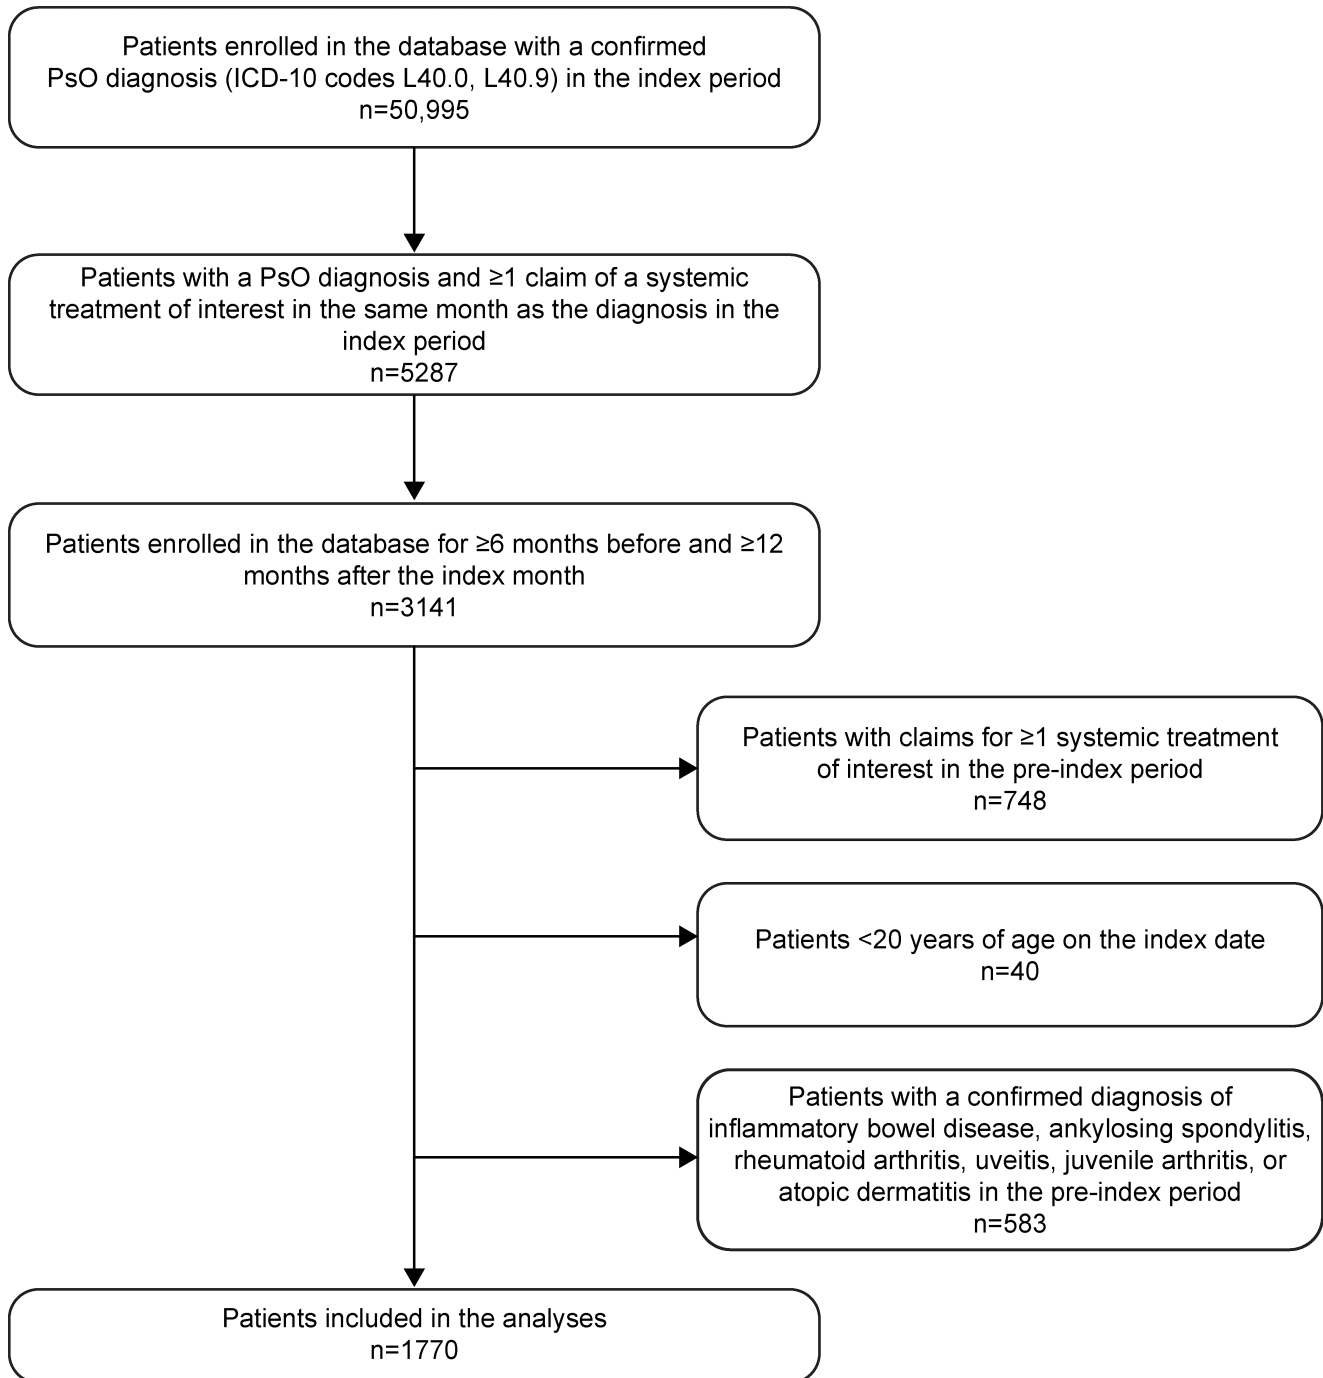 Patients enrolled in the database with a confirmed
PsO diagnosis (ICD-10 codes L40.0, L40.9) in the index period
n=50,995
Patients with a PsO diagnosis and ≥1 claim of a systemic
treatment of interest in the same month as the diagnosis in the
index period
n=5287
Patients enrolled in the database for ≥6 months before and ≥12
months after the index month
n=3141
Patients with claims for ≥1 systemic treatment
of interest in the pre-index period
n=748
Patients <20 years of age on the index date
n=40
Patients with a confirmed diagnosis of
inflammatory bowel disease, ankylosing spondylitis,
rheumatoid arthritis, uveitis, juvenile arthritis, or
atopic dermatitis in the pre-index period
n=583
Patients included in the analyses
n=1770